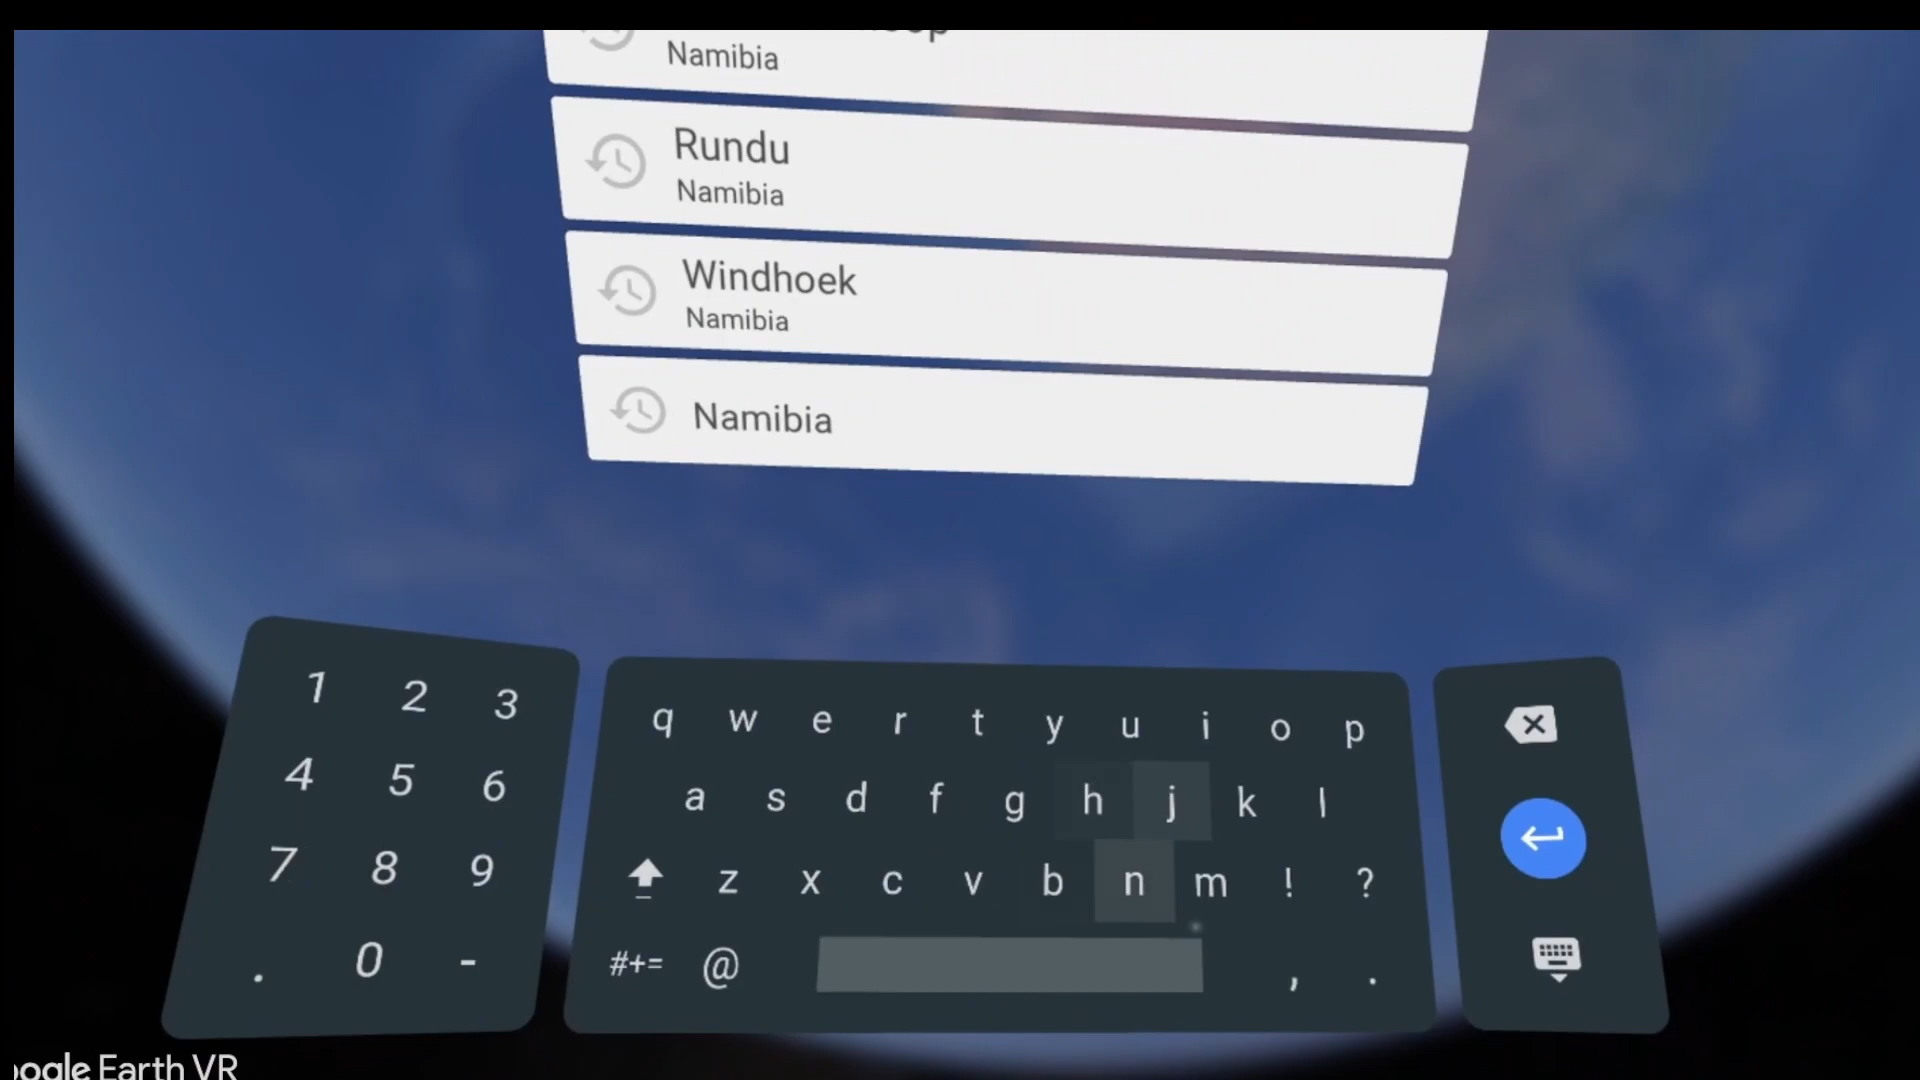 Namibia
Rundu
Namibia
Windhoek
Namibia
Namibia
1 2 3
4 5 6
7 8 9
. 0 -
q w e r t y u i o p
a s d f g h j k l
z x c v b n m ! ?
#+= @ , .
Earth VR